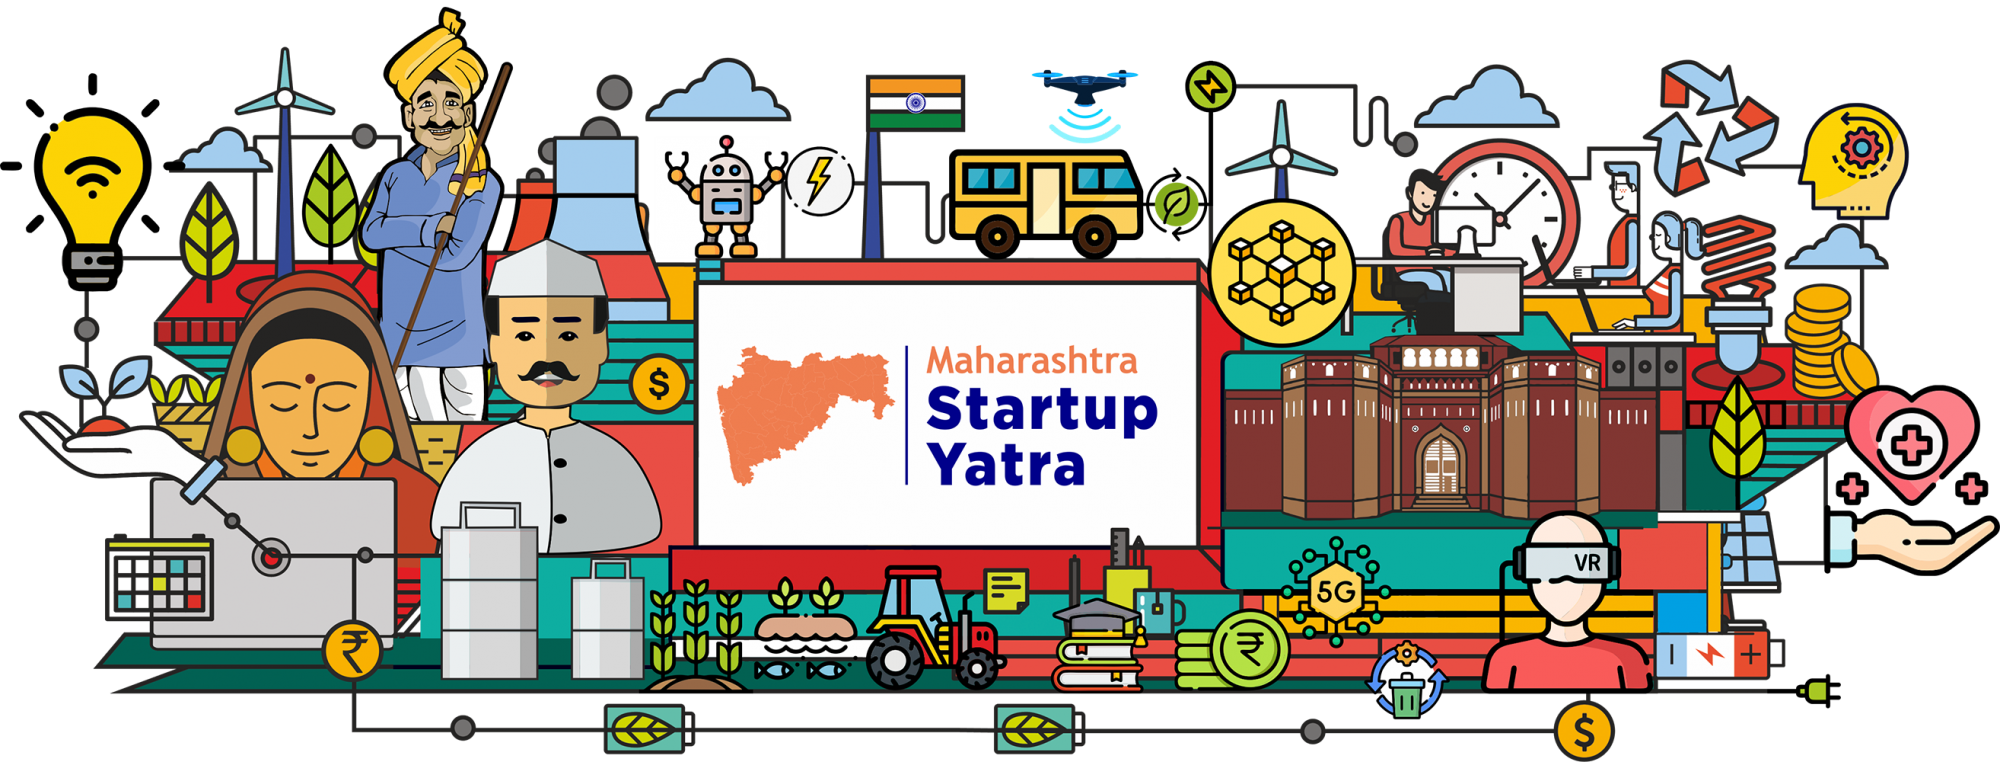 Maharashtra
Startup
Yatra
$
VR
5G
₹
₹
$